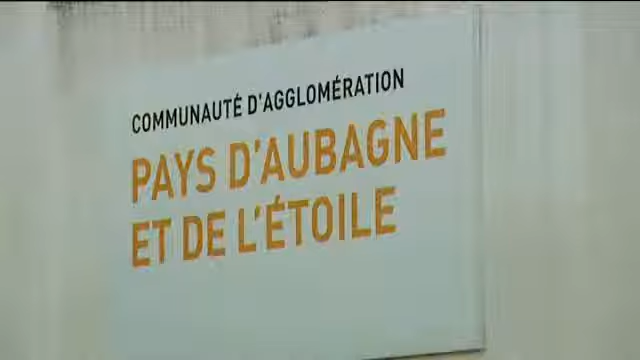 COMMUNAUTÉ D'AGGLOMÉRATION
PAYS D'AUBAGNE
ET DE L'ÉTOILE